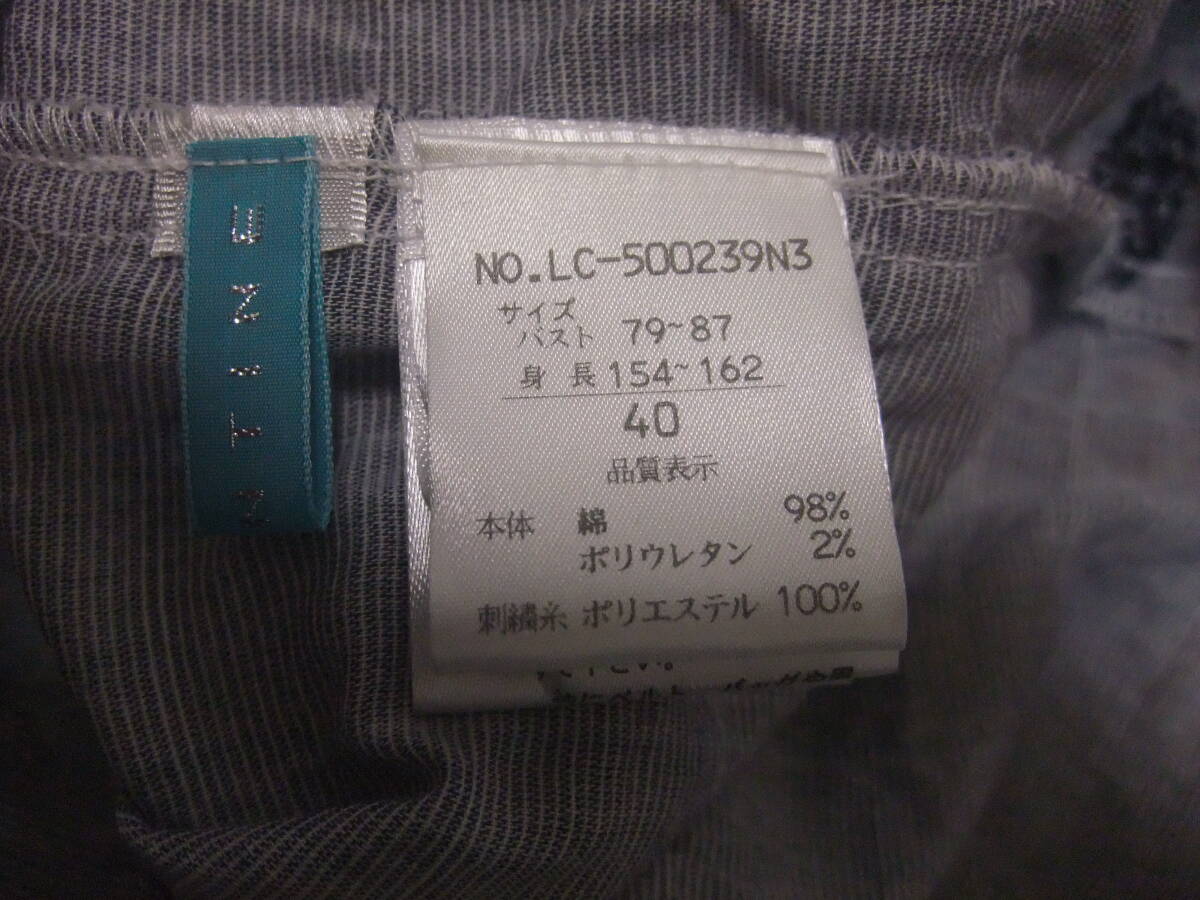 TINE
NO.LC-500239N3
サイズ
バスト 79~87
身長 154~162
40
品質表示
本体 綿 98%
ポリウレタン 2%
刺繍糸 ポリエステル 100%